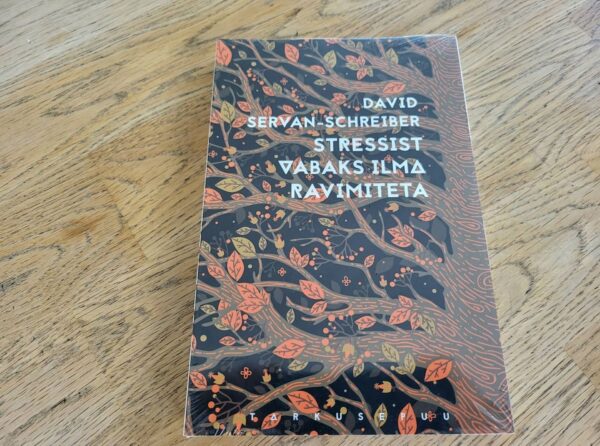 DAVID
SERVAN-SCHREIBER
STRESSIST
VABAKS ILMA
RAVIMITETA
TARKUSEPUU